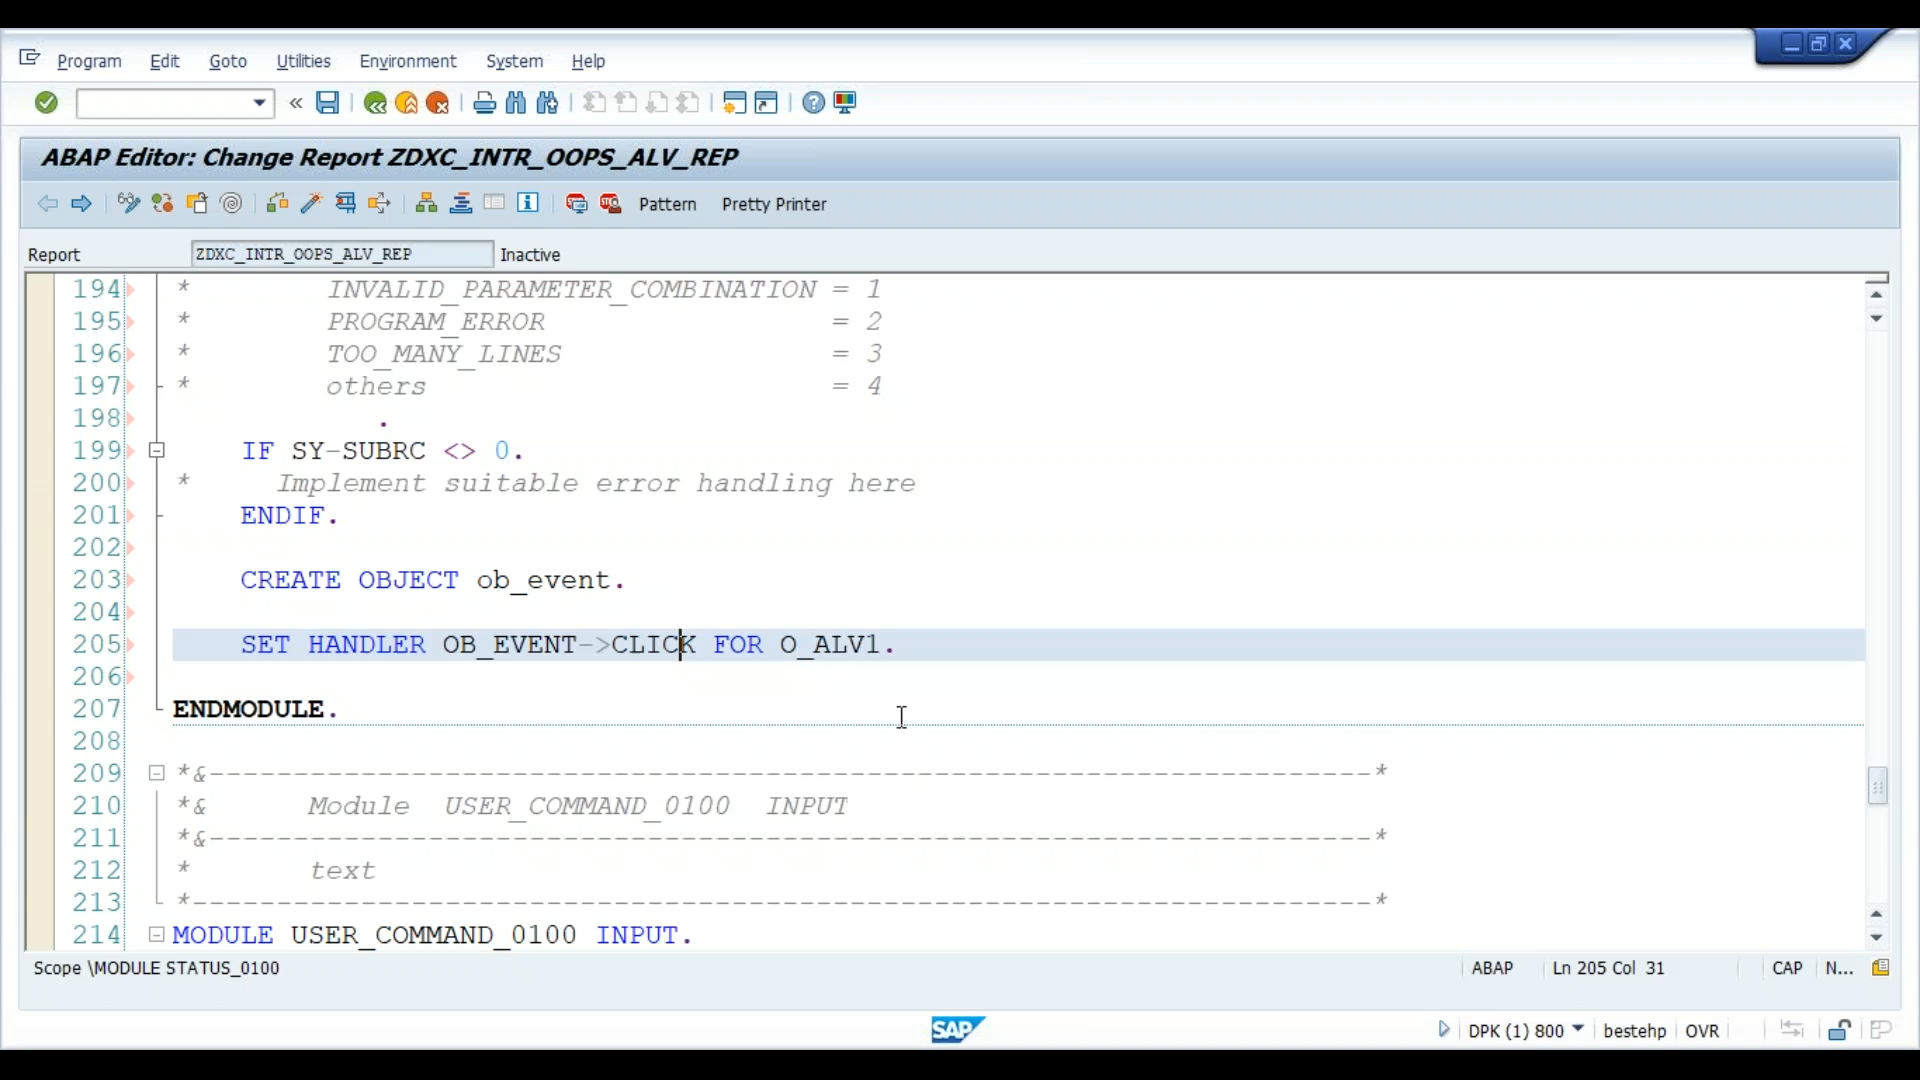 Program Edit Goto Utilities Environment System Help
ABAP Editor: Change Report ZDXC_INTR_OOPS_ALV_REP
Pattern Pretty Printer
Report ZDXC_INTR_OOPS_ALV_REP Inactive
194 * INVALID_PARAMETER_COMBINATION = 1
195 * PROGRAM_ERROR = 2
196 * TOO_MANY_LINES = 3
197 * others = 4
198 .
199 IF SY-SUBRC <> 0.
200 * Implement suitable error handling here
201 ENDIF.
202
203 CREATE OBJECT ob_event.
204
205 SET HANDLER OB_EVENT->CLICK FOR O_ALV1.
206
207 ENDMODULE.
208
209 *&---------------------------------------------------------------------*
210 *& Module USER_COMMAND_0100 INPUT
211 *&---------------------------------------------------------------------*
212 * text
213 *----------------------------------------------------------------------*
214 MODULE USER_COMMAND_0100 INPUT.
Scope \MODULE STATUS_0100 ABAP Ln 205 Col 31 CAP N...
SAP DPK (1) 800 bestehp OVR